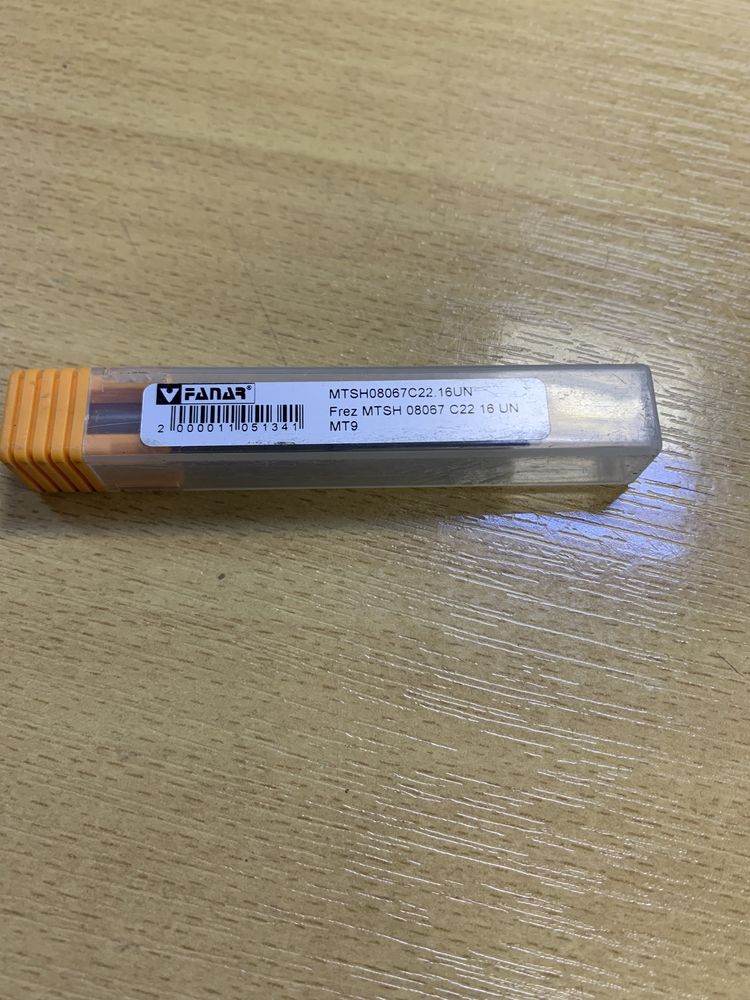 FANAR®
MTSH08067C22.16UN
Frez MTSH 08067 C22 16 UN
MT9
2 000011 051341